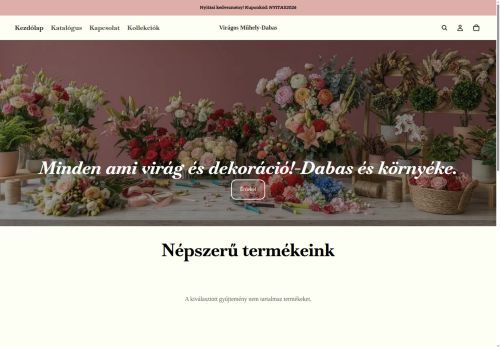 Nyitási kedvezmény! Kuponkód: NYITAS2026
Kezdőlap Katalógus Kapcsolat Kollekciók
Virágos Műhely-Dabas
Minden ami virág és dekoráció!-Dabas és környéke.
Érdekel
Népszerű termékeink
A kiválasztott gyűjtemény nem tartalmaz termékeket.